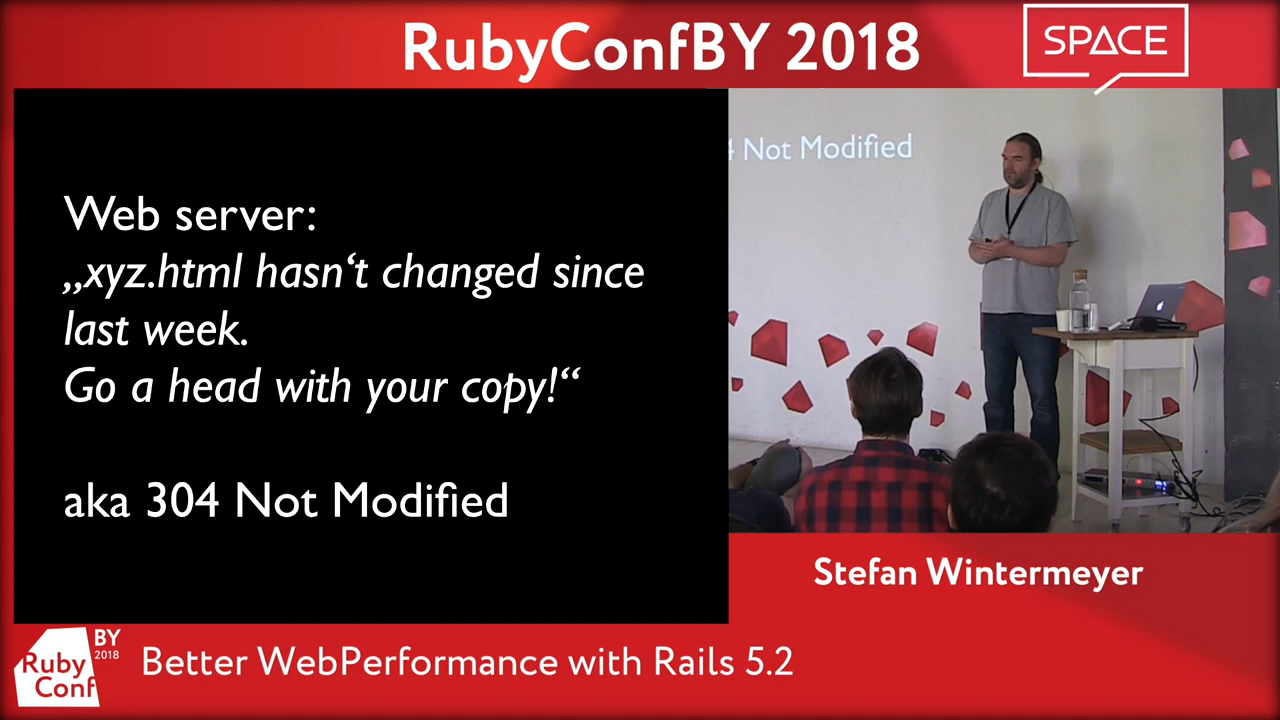 RubyConfBY 2018
SPACE
Web server:
„xyz.html hasn‘t changed since
last week.
Go a head with your copy!“
aka 304 Not Modified
4 Not Modified
Stefan Wintermeyer
Ruby
Conf
BY
2018
Better WebPerformance with Rails 5.2